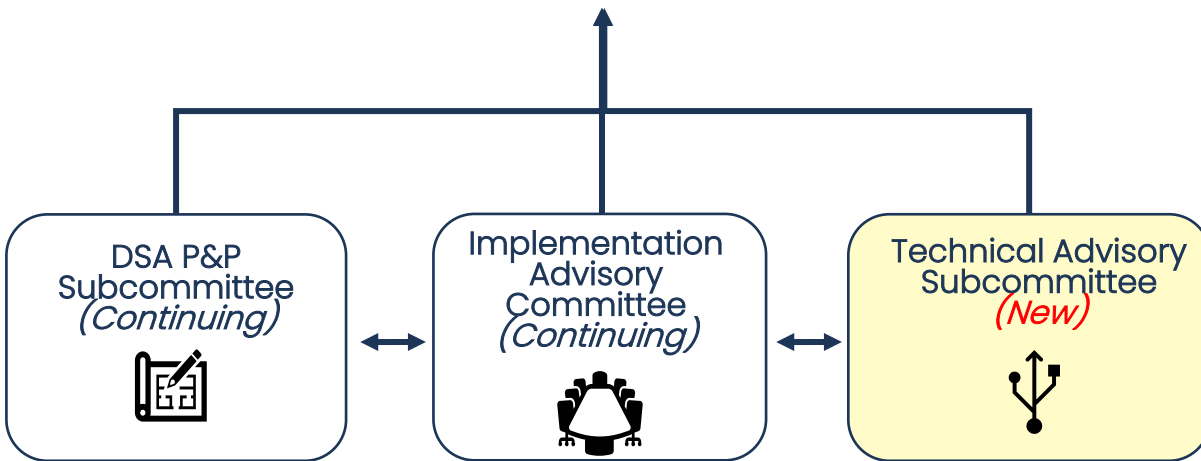 DSA P&P
Subcommittee
(Continuing)
Implementation
Advisory
Committee
(Continuing)
Technical Advisory
Subcommittee
(New)